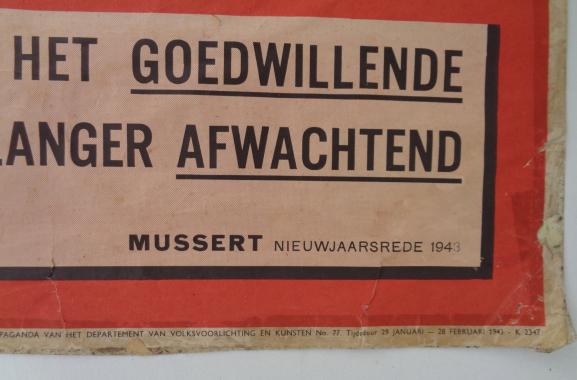 HET GOEDWILLENDE
LANGER AFWACHTEND
MUSSERT NIEUWJAARSREDE 1943
PAGANDA VAN HET DEPARTEMENT VAN VOLKSVOORLICHTING EN KUNSTEN No. 77. Tijdsduur 29 JANUARI — 28 FEBRUARI 1943 - K 2347